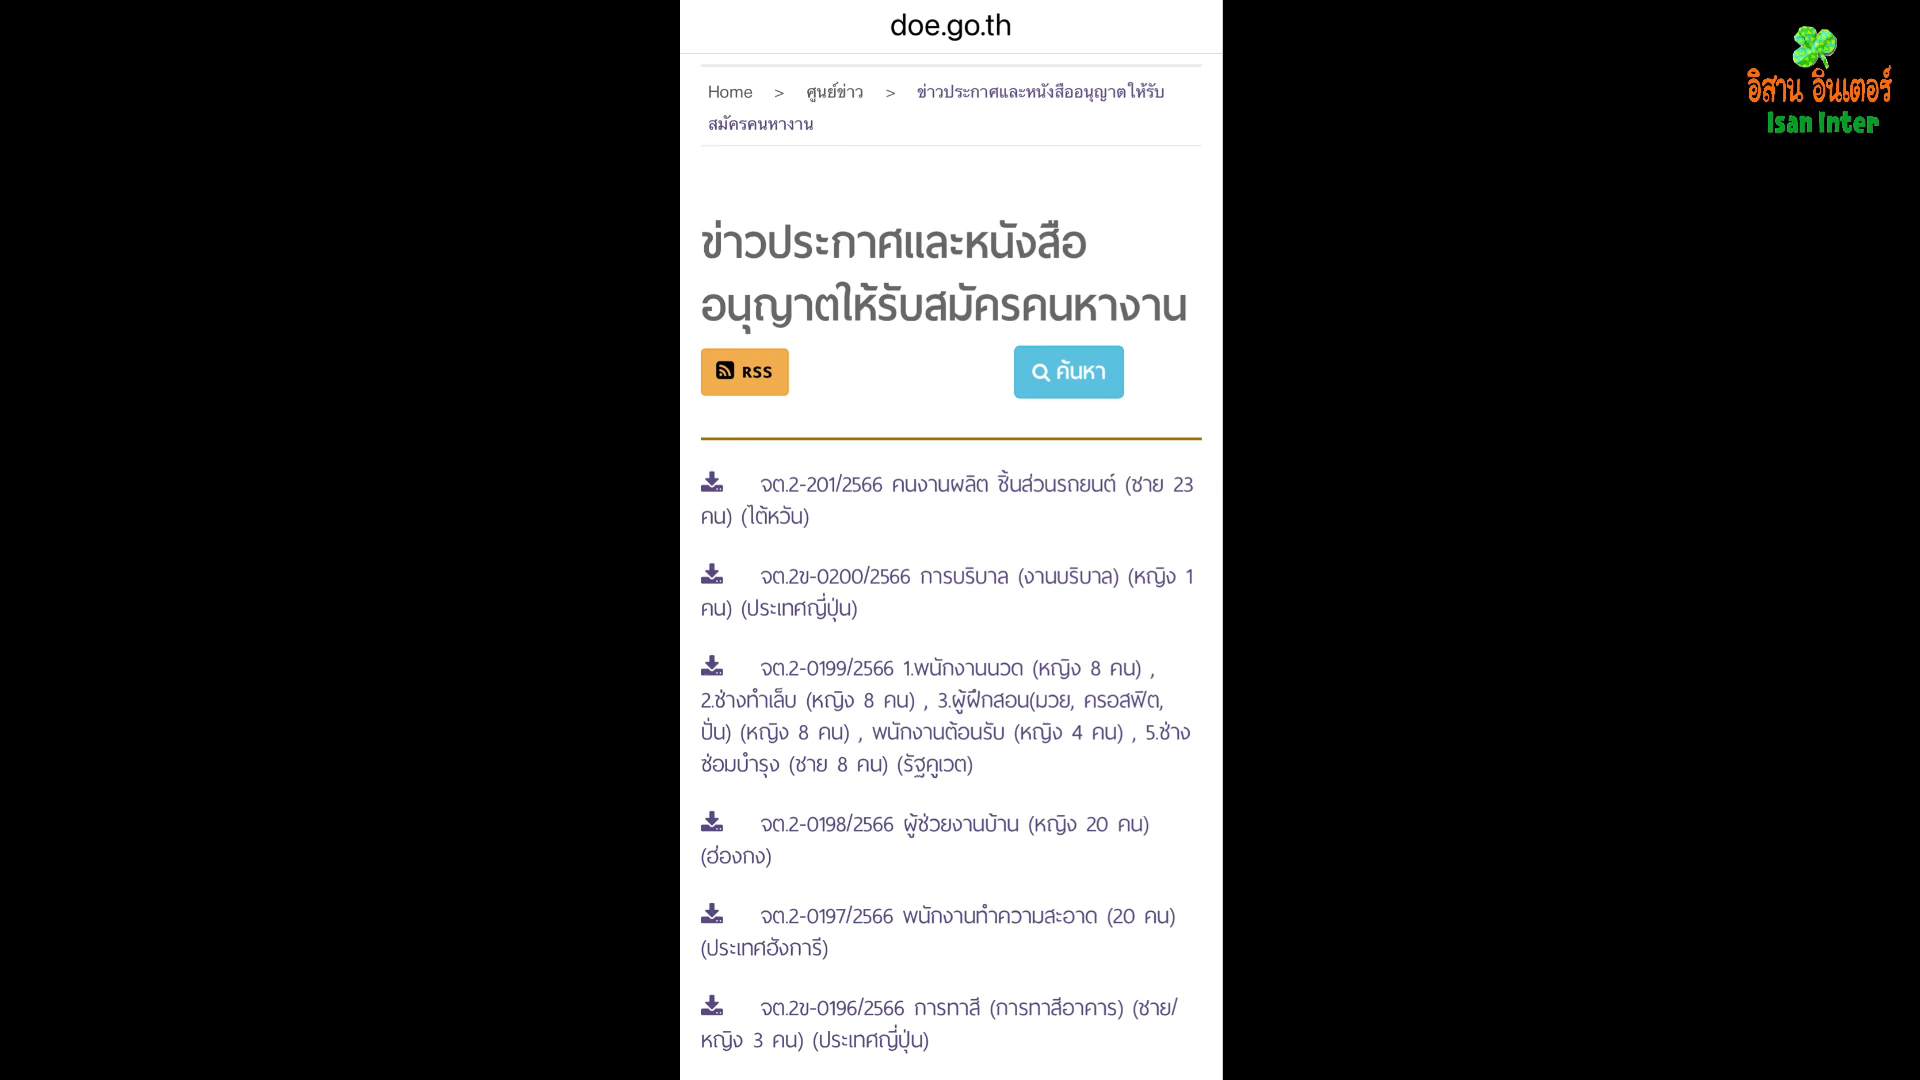 doe.go.th
Home > ศูนย์ข่าว > ข่าวประกาศและหนังสืออนุญาตให้รับ
สมัครคนหางาน
ข่าวประกาศและหนังสือ
อนุญาตให้รับสมัครคนหางาน
RSS
ค้นหา
จต.2-201/2566 คนงานผลิต ชิ้นส่วนรถยนต์ (ชาย 23
คน) (ไต้หวัน)
จต.2ข-0200/2566 การบริบาล (งานบริบาล) (หญิง 1
คน) (ประเทศญี่ปุ่น)
จต.2-0199/2566 1.พนักงานนวด (หญิง 8 คน) ,
2.ช่างทำเล็บ (หญิง 8 คน) , 3.ผู้ฝึกสอน(มวย, ครอสฟิต,
ปั่น) (หญิง 8 คน) , พนักงานต้อนรับ (หญิง 4 คน) , 5.ช่าง
ซ่อมบำรุง (ชาย 8 คน) (รัฐคูเวต)
จต.2-0198/2566 ผู้ช่วยงานบ้าน (หญิง 20 คน)
(ฮ่องกง)
จต.2-0197/2566 พนักงานทำความสะอาด (20 คน)
(ประเทศฮังการี)
จต.2ข-0196/2566 การทาสี (การทาสีอาคาร) (ชาย/
หญิง 3 คน) (ประเทศญี่ปุ่น)
อิสาน อินเตอร์
Isan Inter